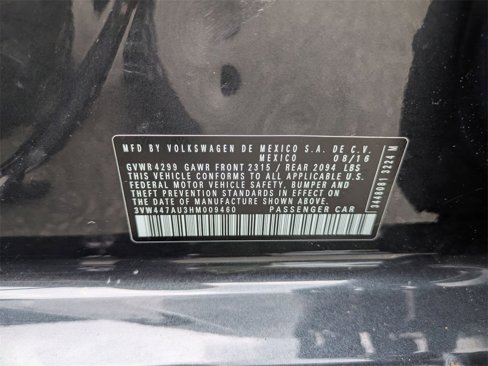 MFD BY VOLKSWAGEN DE MEXICO S.A. DE C.V.
MEXICO 08/16
GVWR 4299 GAWR FRONT 2315 / REAR 2094 LBS
THIS VEHICLE CONFORMS TO ALL APPLICABLE U.S.
FEDERAL MOTOR VEHICLE SAFETY, BUMPER AND
THEFT PREVENTION STANDARDS IN EFFECT ON
THE DATE OF MANUFACTURE SHOWN ABOVE.
3VW447AU3HM009460 PASSENGER CAR
3448081 3224 M